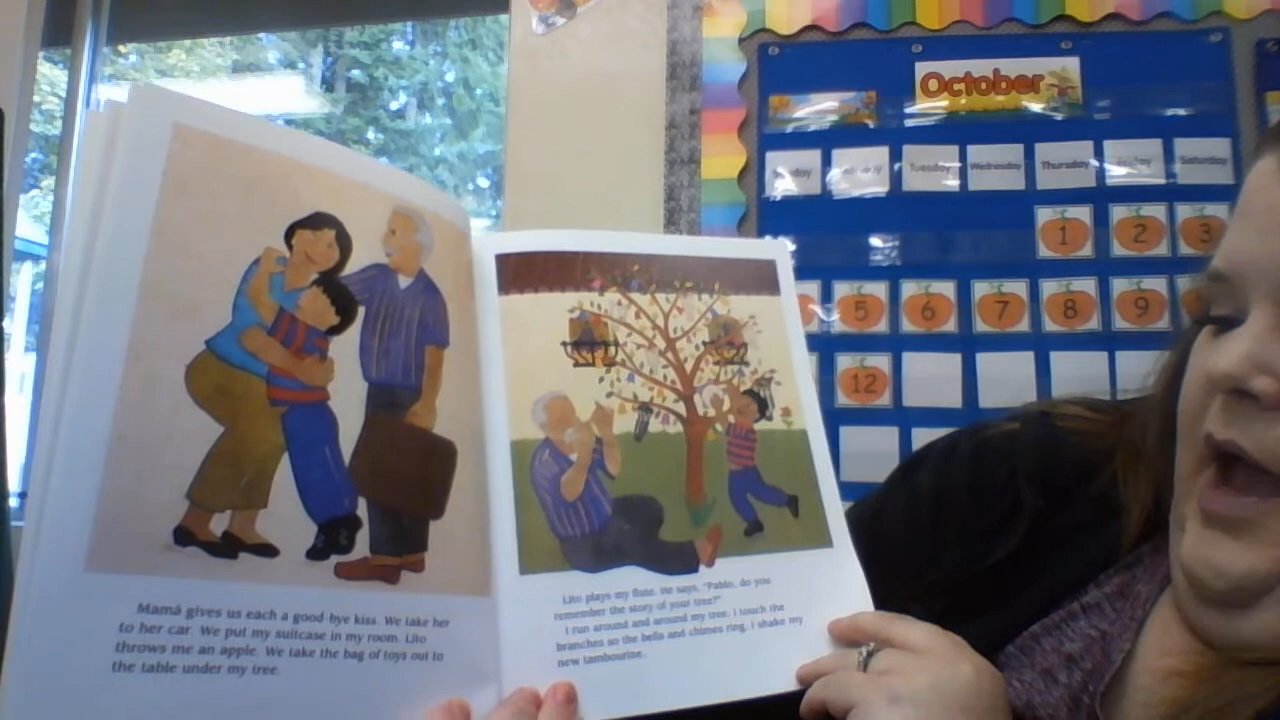 October
day
Tuesday
Wednesday
Thursday
Friday
Saturday
1
2
3
5
6
7
8
9
12
Mamá gives us each a good-bye kiss. We take her
to her car. We put my suitcase in my room. Lito
throws me an apple. We take the bag of toys out to
the table under my tree.
Lito plays my flute. He says, "Pablo, do you
remember the story of your tree?"
I run around and around my tree. I touch the
branches so the bells and chimes ring. I shake my
new tambourine.